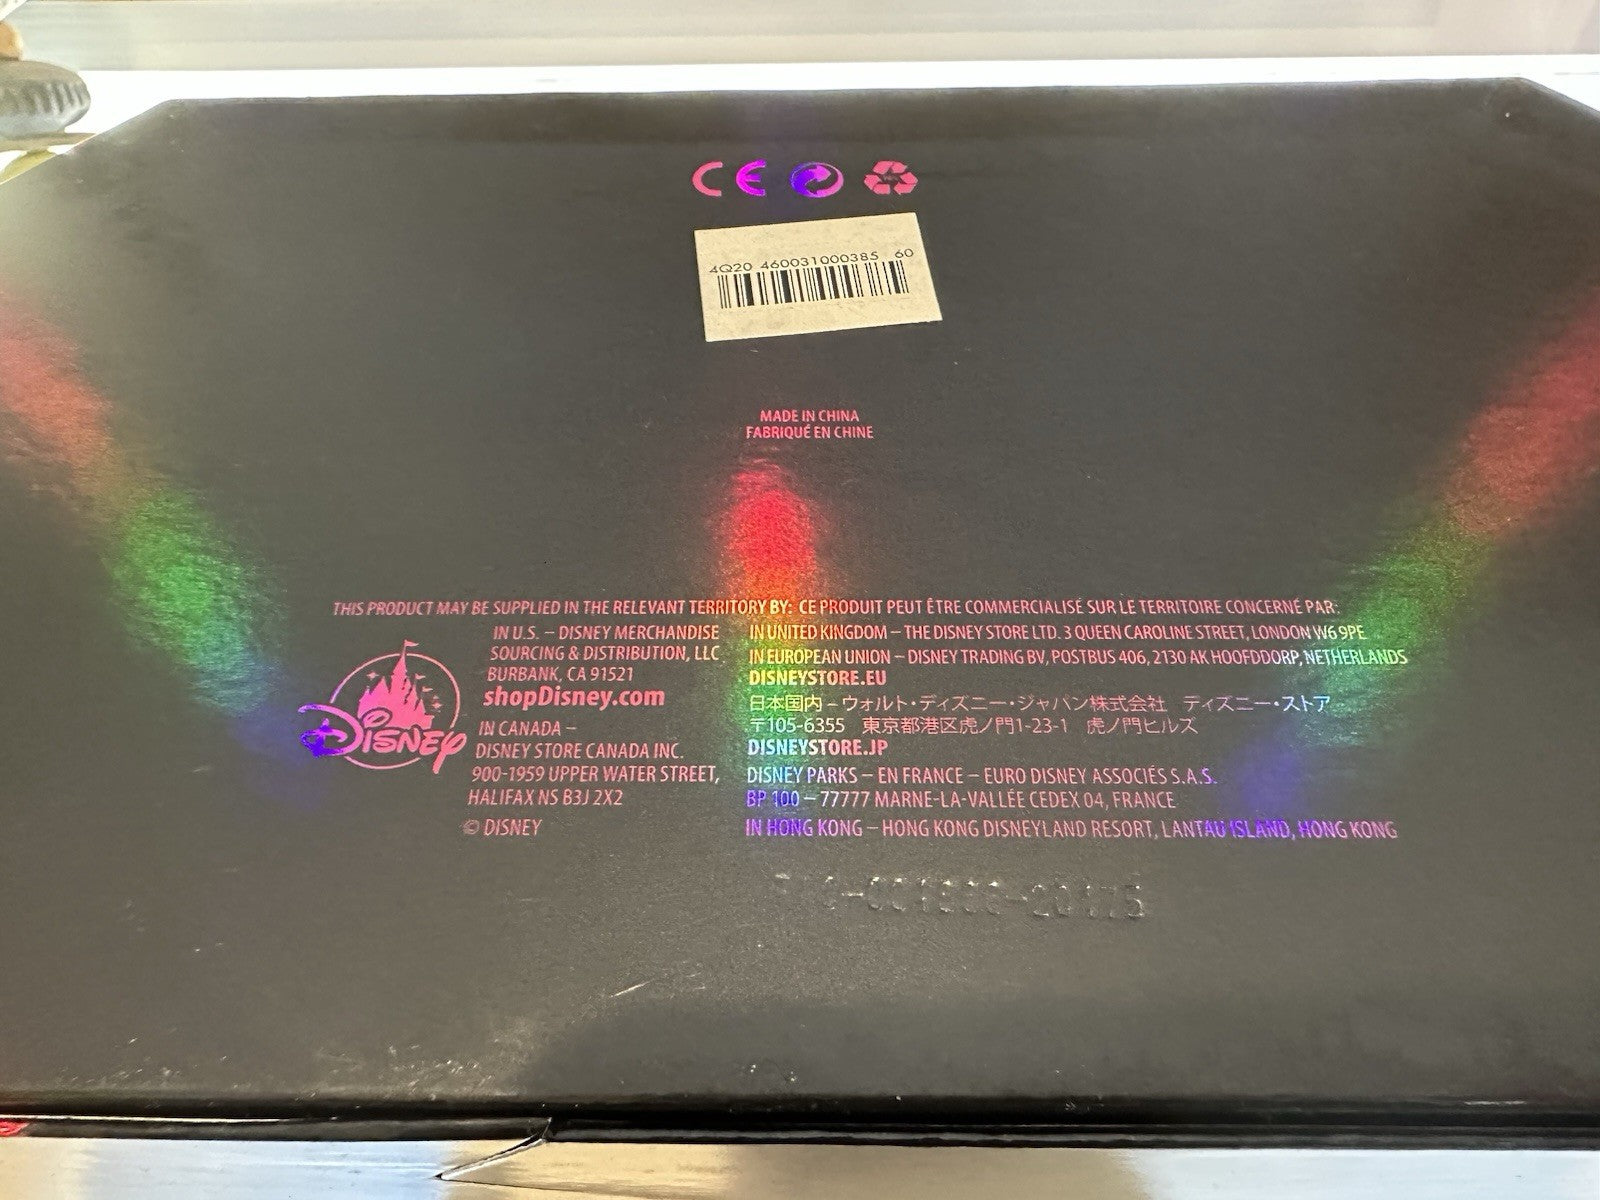 CE
4Q20 460031000385 60
MADE IN CHINA
FABRIQUÉ EN CHINE
THIS PRODUCT MAY BE SUPPLIED IN THE RELEVANT TERRITORY BY: CE PRODUIT PEUT ÊTRE COMMERCIALISÉ SUR LE TERRITOIRE CONCERNÉ PAR:
DISNEY
IN U.S. – DISNEY MERCHANDISE
SOURCING & DISTRIBUTION, LLC
BURBANK, CA 91521
shopDisney.com
IN CANADA –
DISNEY STORE CANADA INC.
900-1959 UPPER WATER STREET,
HALIFAX NS B3J 2X2
© DISNEY
IN UNITED KINGDOM – THE DISNEY STORE LTD. 3 QUEEN CAROLINE STREET, LONDON W6 9PE
IN EUROPEAN UNION – DISNEY TRADING BV, POSTBUS 406, 2130 AK HOOFDDORP, NETHERLANDS
DISNEYSTORE.EU
日本国内 – ウォルト・ディズニー・ジャパン株式会社 ディズニー・ストア
〒105-6355 東京都港区虎ノ門1-23-1 虎ノ門ヒルズ
DISNEYSTORE.JP
DISNEY PARKS – EN FRANCE – EURO DISNEY ASSOCIÉS S.A.S.
BP 100 – 77777 MARNE-LA-VALLÉE CEDEX 04, FRANCE
IN HONG KONG – HONG KONG DISNEYLAND RESORT, LANTAU ISLAND, HONG KONG